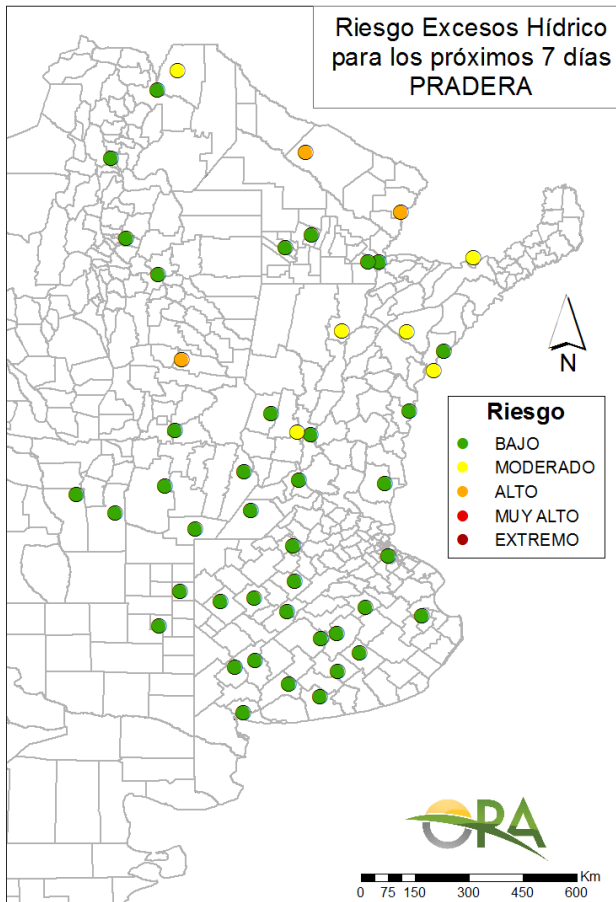 Riesgo Excesos Hídrico
para los próximos 7 días
PRADERA
N
Riesgo
BAJO
MODERADO
ALTO
MUY ALTO
EXTREMO
ORA
Km
0 75 150 300 450 600